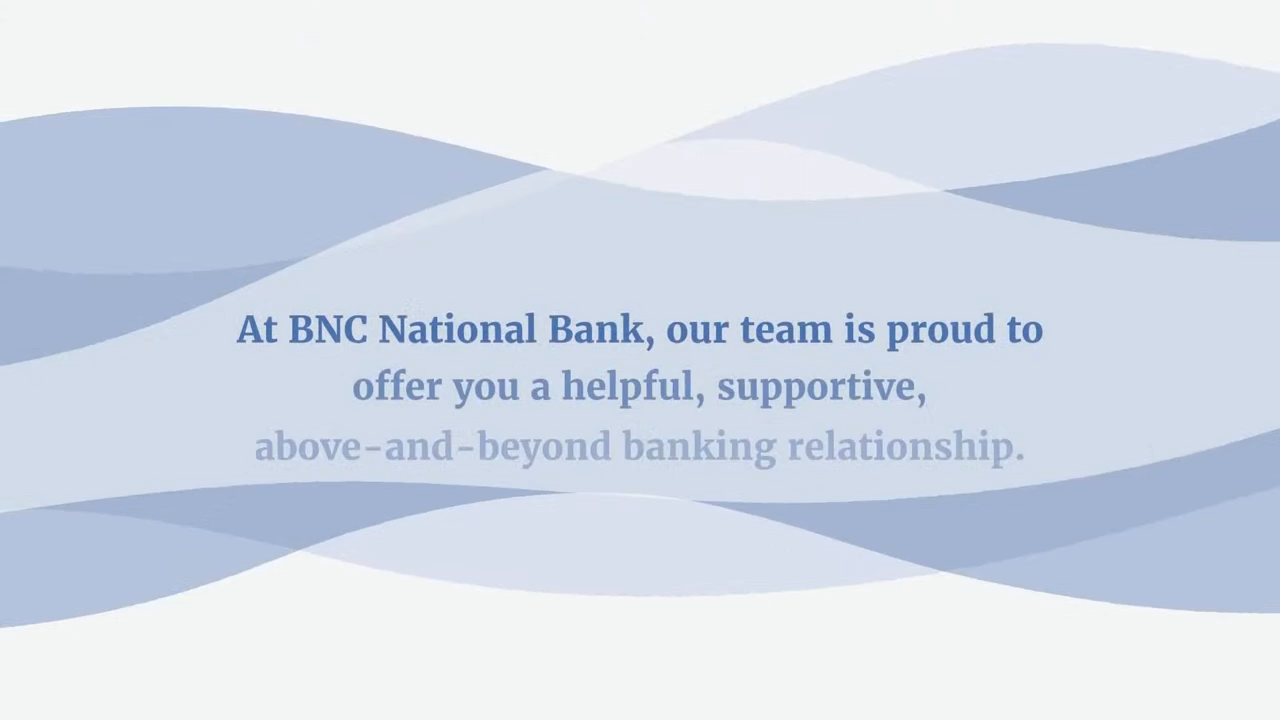 At BNC National Bank, our team is proud to
offer you a helpful, supportive,
above-and-beyond banking relationship.